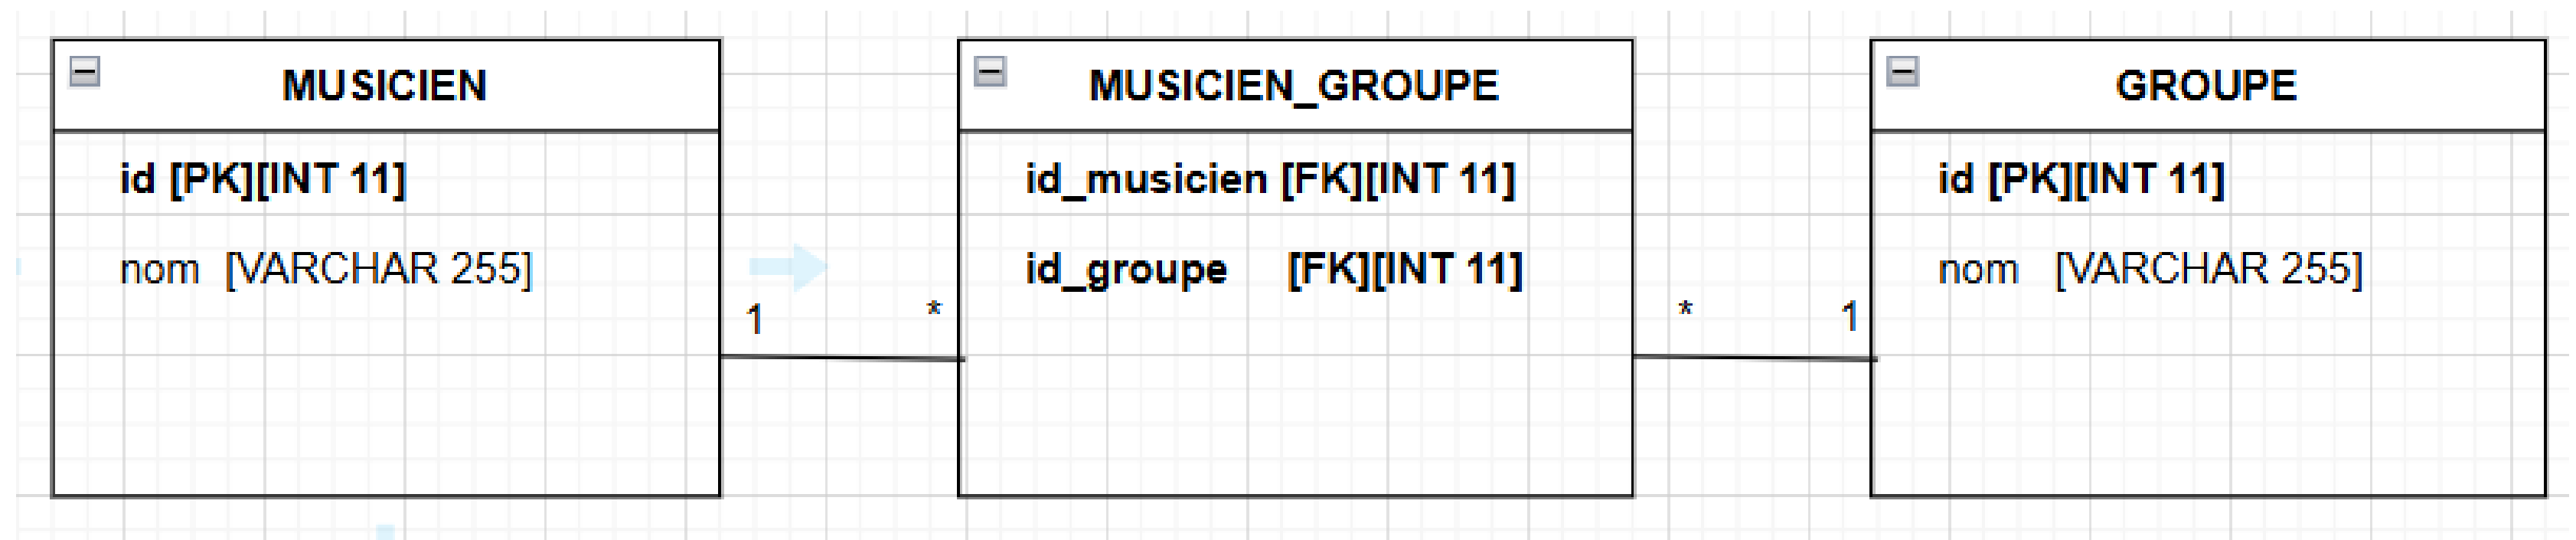 MUSICIEN
id [PK][INT 11]
nom [VARCHAR 255]
1
*
MUSICIEN_GROUPE
id_musicien [FK][INT 11]
id_groupe [FK][INT 11]
*
1
GROUPE
id [PK][INT 11]
nom [VARCHAR 255]